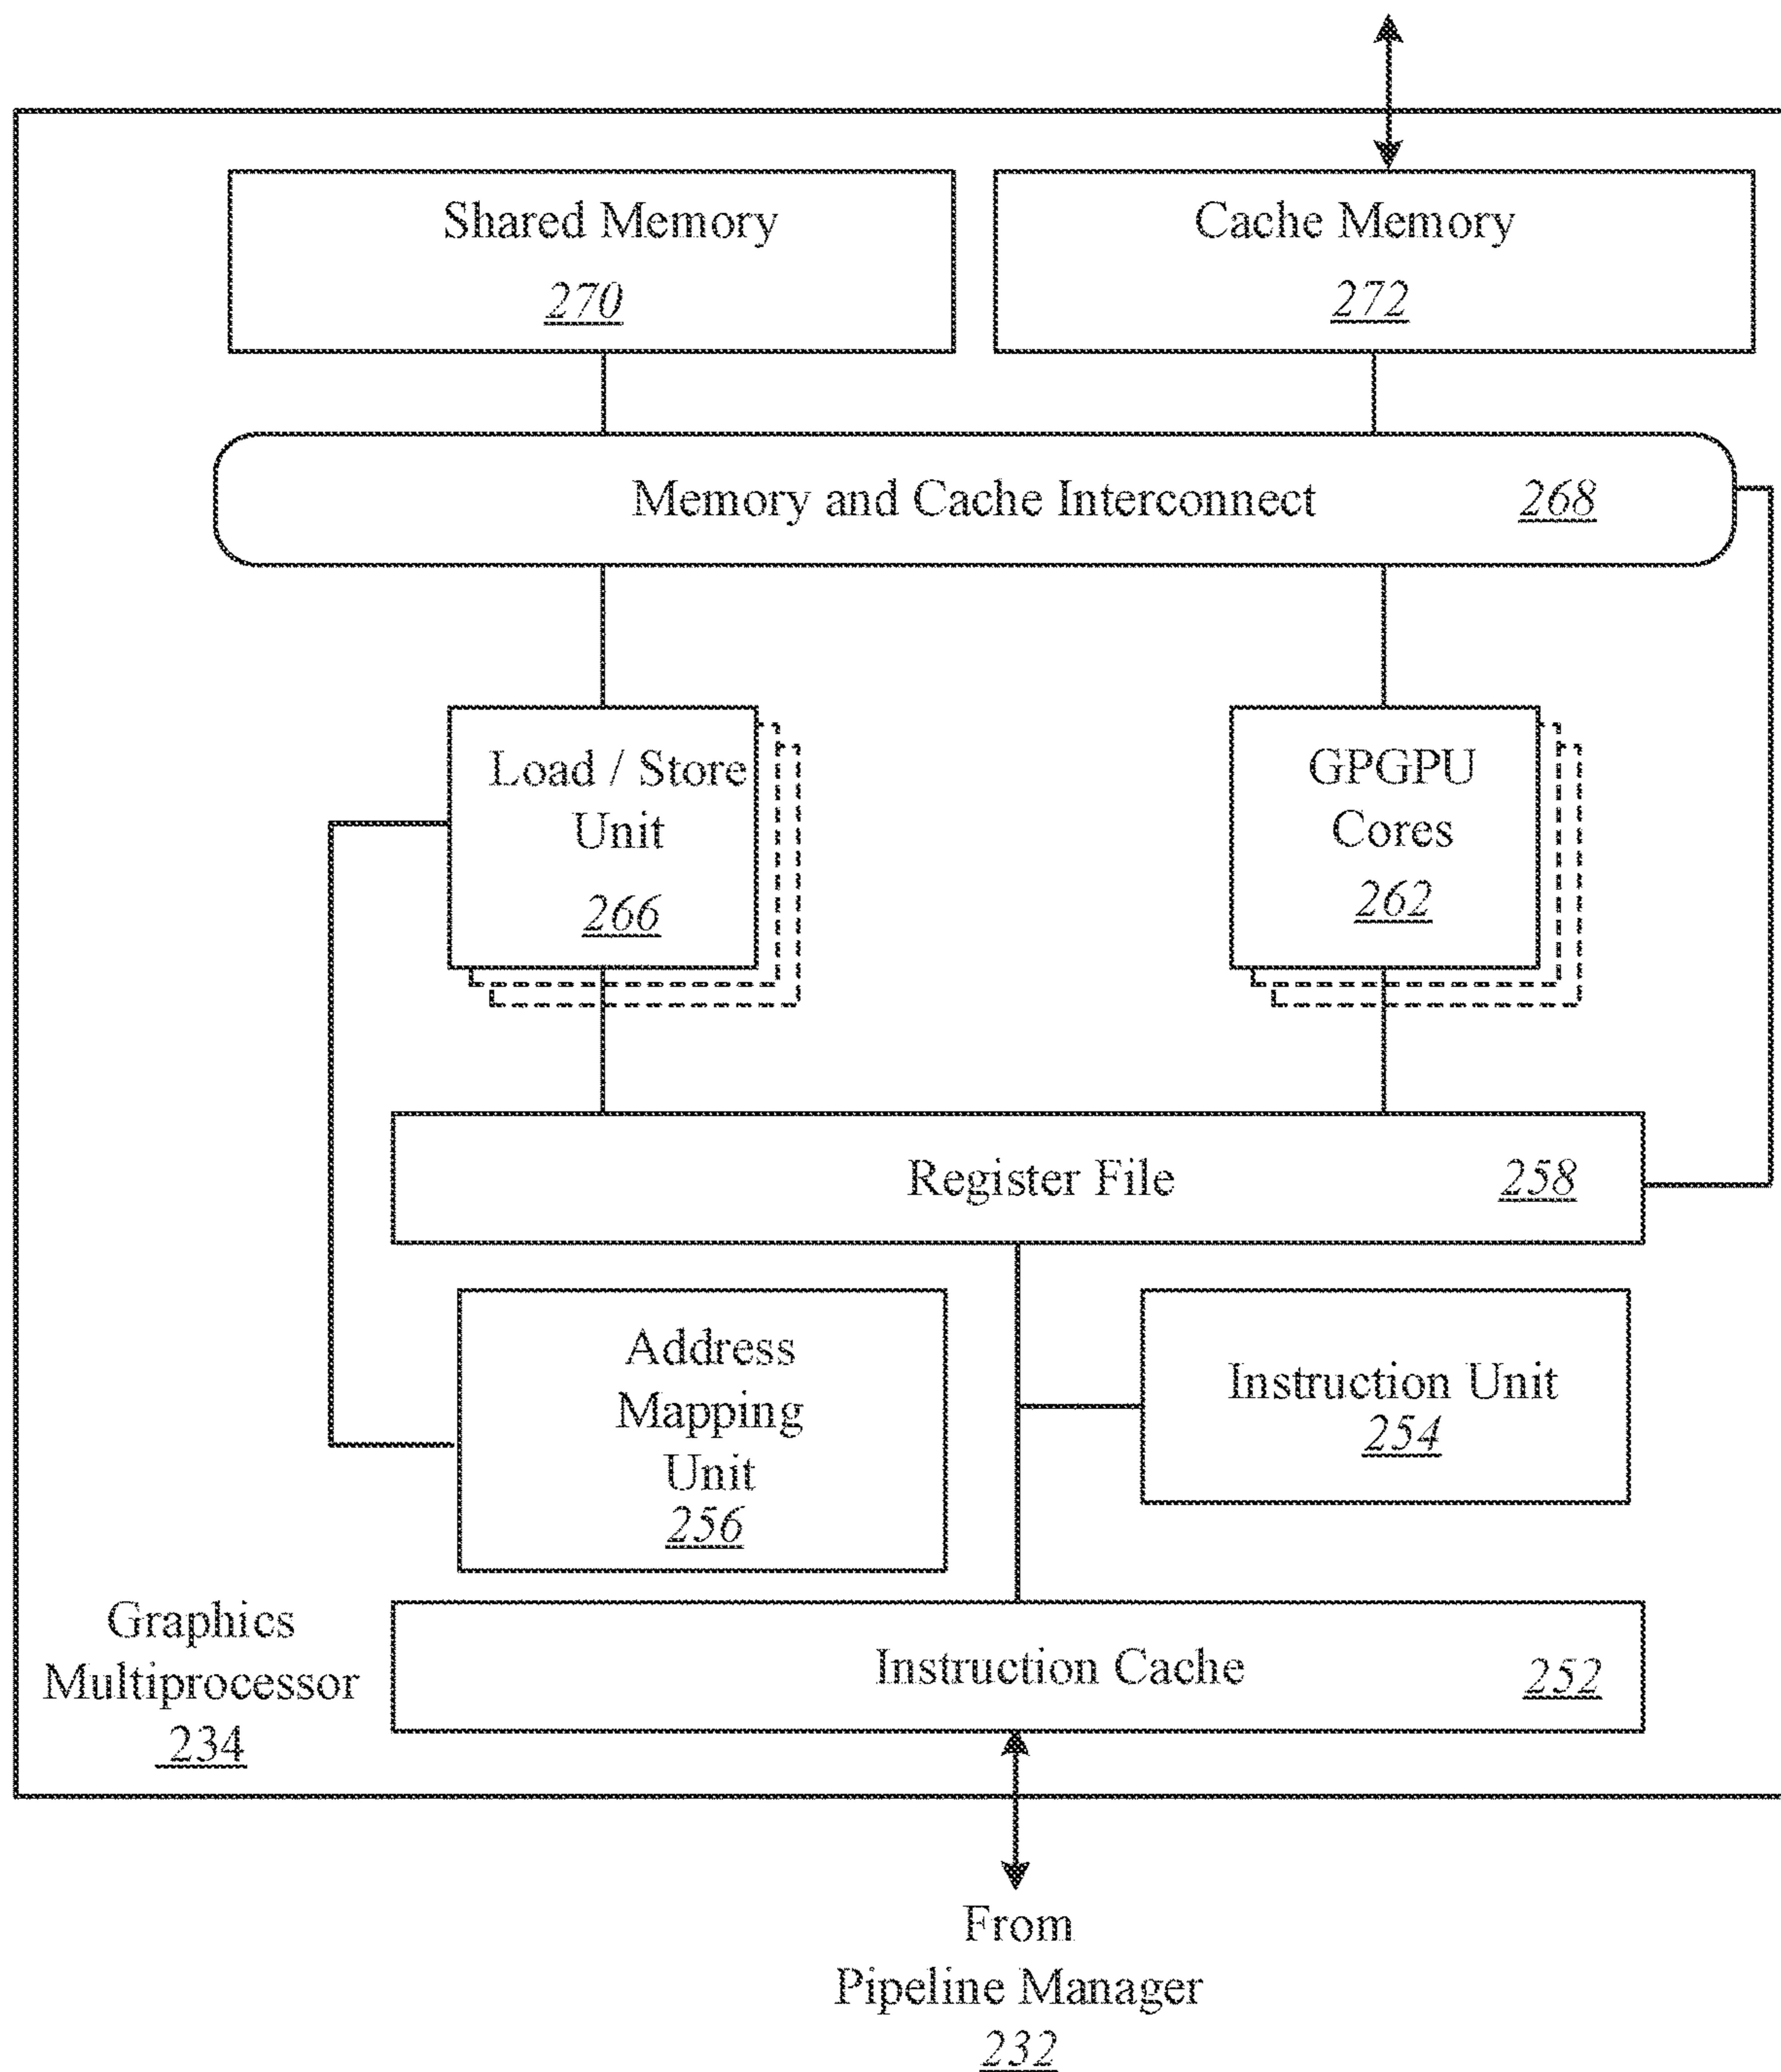 Shared Memory
270
Cache Memory
272
Memory and Cache Interconnect 268
Load / Store
Unit
266
GPGPU
Cores
262
Register File 258
Address
Mapping
Unit
256
Instruction Unit
254
Graphics
Multiprocessor
234
Instruction Cache 252
From
Pipeline Manager
232